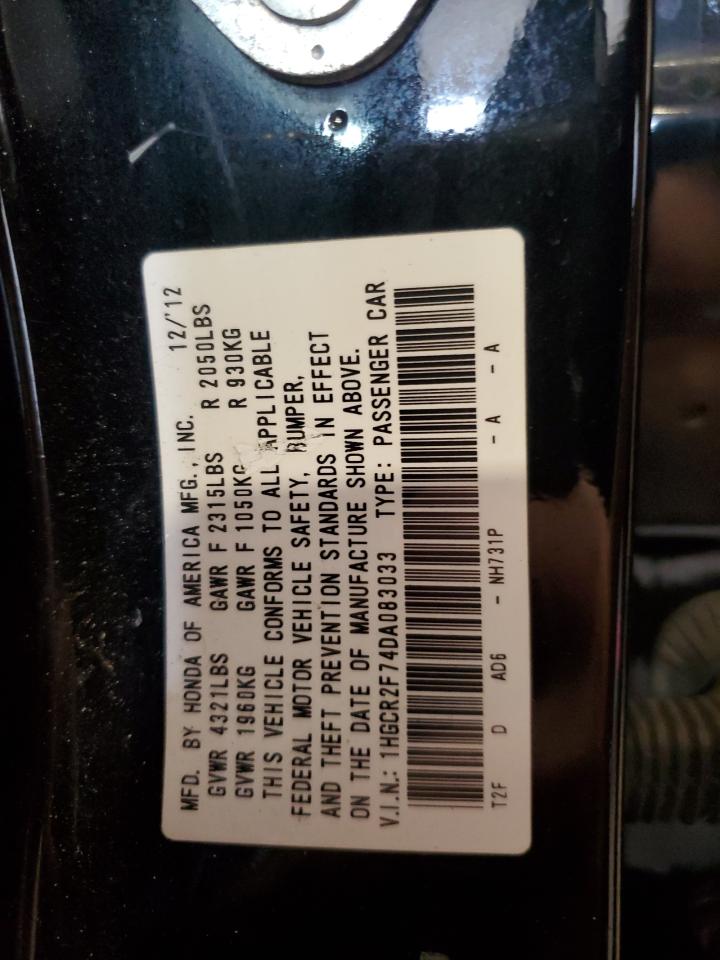 MFD. BY HONDA OF AMERICA MFG., INC. 12/'12
GVWR 4321LBS GAWR F 2315LBS R 2050LBS
GVWR 1960KG GAWR F 1050KG R 930KG
THIS VEHICLE CONFORMS TO ALL APPLICABLE
FEDERAL MOTOR VEHICLE SAFETY, BUMPER,
AND THEFT PREVENTION STANDARDS IN EFFECT
ON THE DATE OF MANUFACTURE SHOWN ABOVE.
V.I.N.: 1HGCR2F74DA083033 TYPE: PASSENGER CAR
T2F D AD6 - NH731P - A - A